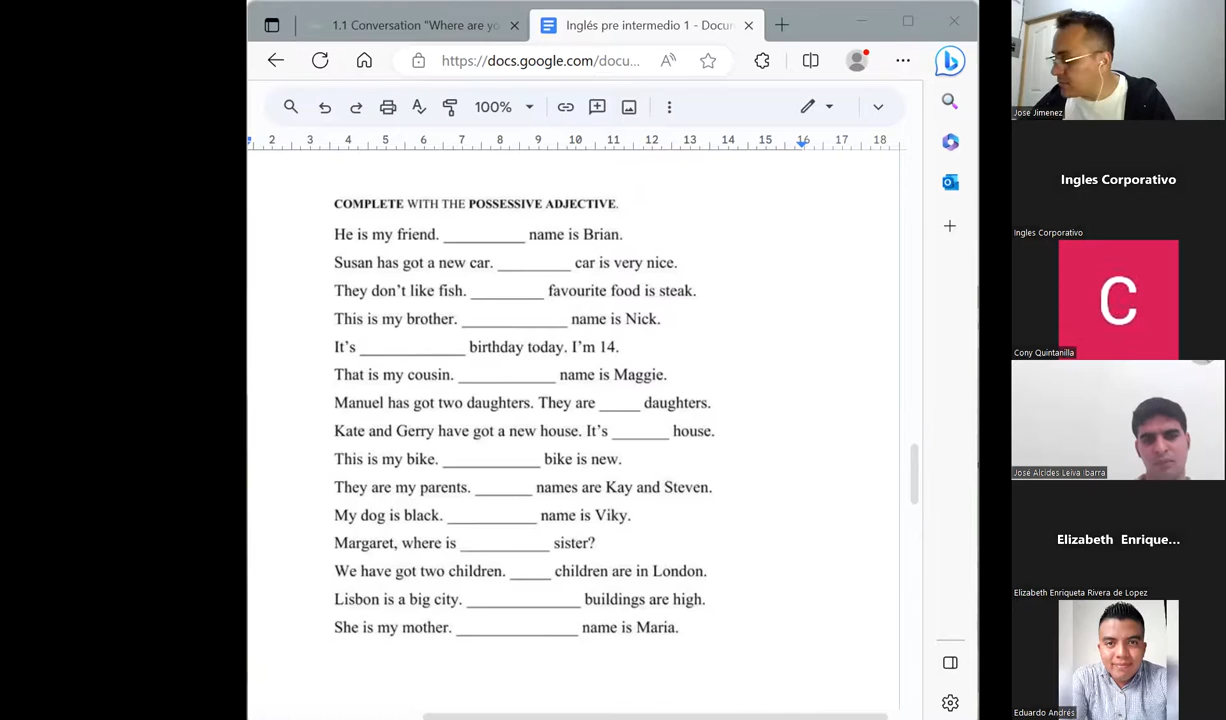 1.1 Conversation "Where are yo
Inglés pre intermedio 1 - Docur
https://docs.google.com/docu...
100%
2 3 4 5 6 7 8 9 10 11 12 13 14 15 16 17 18
COMPLETE WITH THE POSSESSIVE ADJECTIVE.
He is my friend. __________ name is Brian.
Susan has got a new car. _________ car is very nice.
They don't like fish. _________ favourite food is steak.
This is my brother. _____________ name is Nick.
It's _____________ birthday today. I'm 14.
That is my cousin. ____________ name is Maggie.
Manuel has got two daughters. They are _____ daughters.
Kate and Gerry have got a new house. It's _______ house.
This is my bike. ____________ bike is new.
They are my parents. _______ names are Kay and Steven.
My dog is black. ___________ name is Viky.
Margaret, where is ___________ sister?
We have got two children. _____ children are in London.
Lisbon is a big city. ______________ buildings are high.
She is my mother. _______________ name is Maria.
Jose Jimenez
Ingles Corporativo
Ingles Corporativo
C
Cony Quintanilla
José Alcides Leiva Ibarra
Elizabeth Enrique...
Elizabeth Enriqueta Rivera de Lopez
Eduardo Andrés